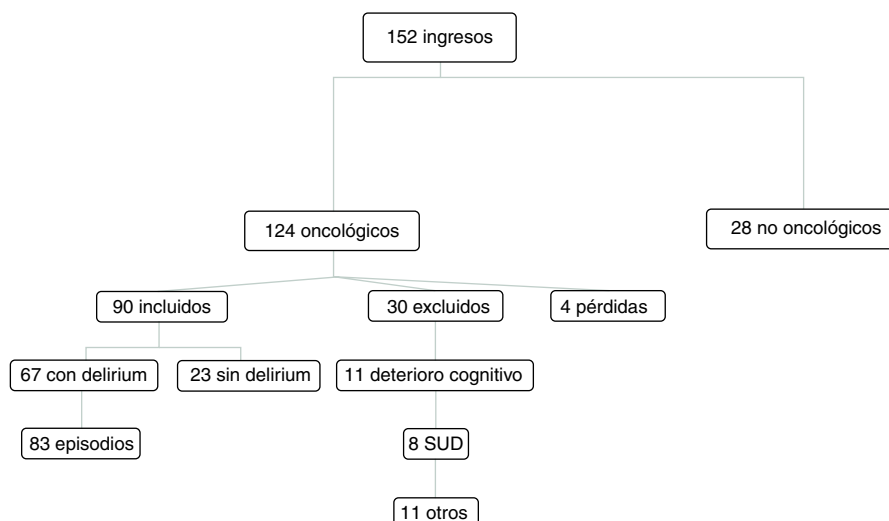 152 ingresos
124 oncológicos
28 no oncológicos
90 incluidos
30 excluidos
4 pérdidas
67 con delirium
23 sin delirium
11 deterioro cognitivo
83 episodios
8 SUD
11 otros